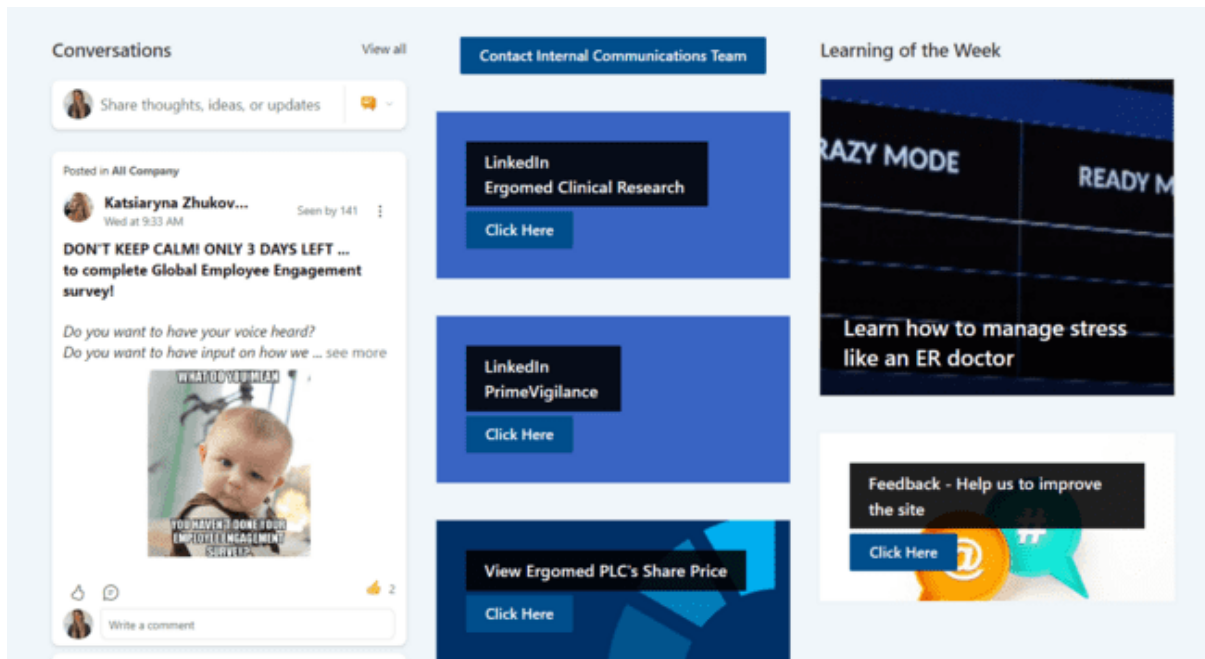 Conversations
View all
Share thoughts, ideas, or updates
Posted in All Company
Katsiaryna Zhukov...
Wed at 9:33 AM
Seen by 141
DON'T KEEP CALM! ONLY 3 DAYS LEFT ...
to complete Global Employee Engagement
survey!
Do you want to have your voice heard?
Do you want to have input on how we ... see more
WHAT DO YOU MEAN
YOU HAVEN'T DONE YOUR
EMPLOYEE ENGAGEMENT
SURVEY?
2
Write a comment
Contact Internal Communications Team
LinkedIn
Ergomed Clinical Research
Click Here
LinkedIn
PrimeVigilance
Click Here
View Ergomed PLC's Share Price
Click Here
Learning of the Week
RAZY MODE
READY M
Learn how to manage stress
like an ER doctor
Feedback - Help us to improve
the site
Click Here
@
#